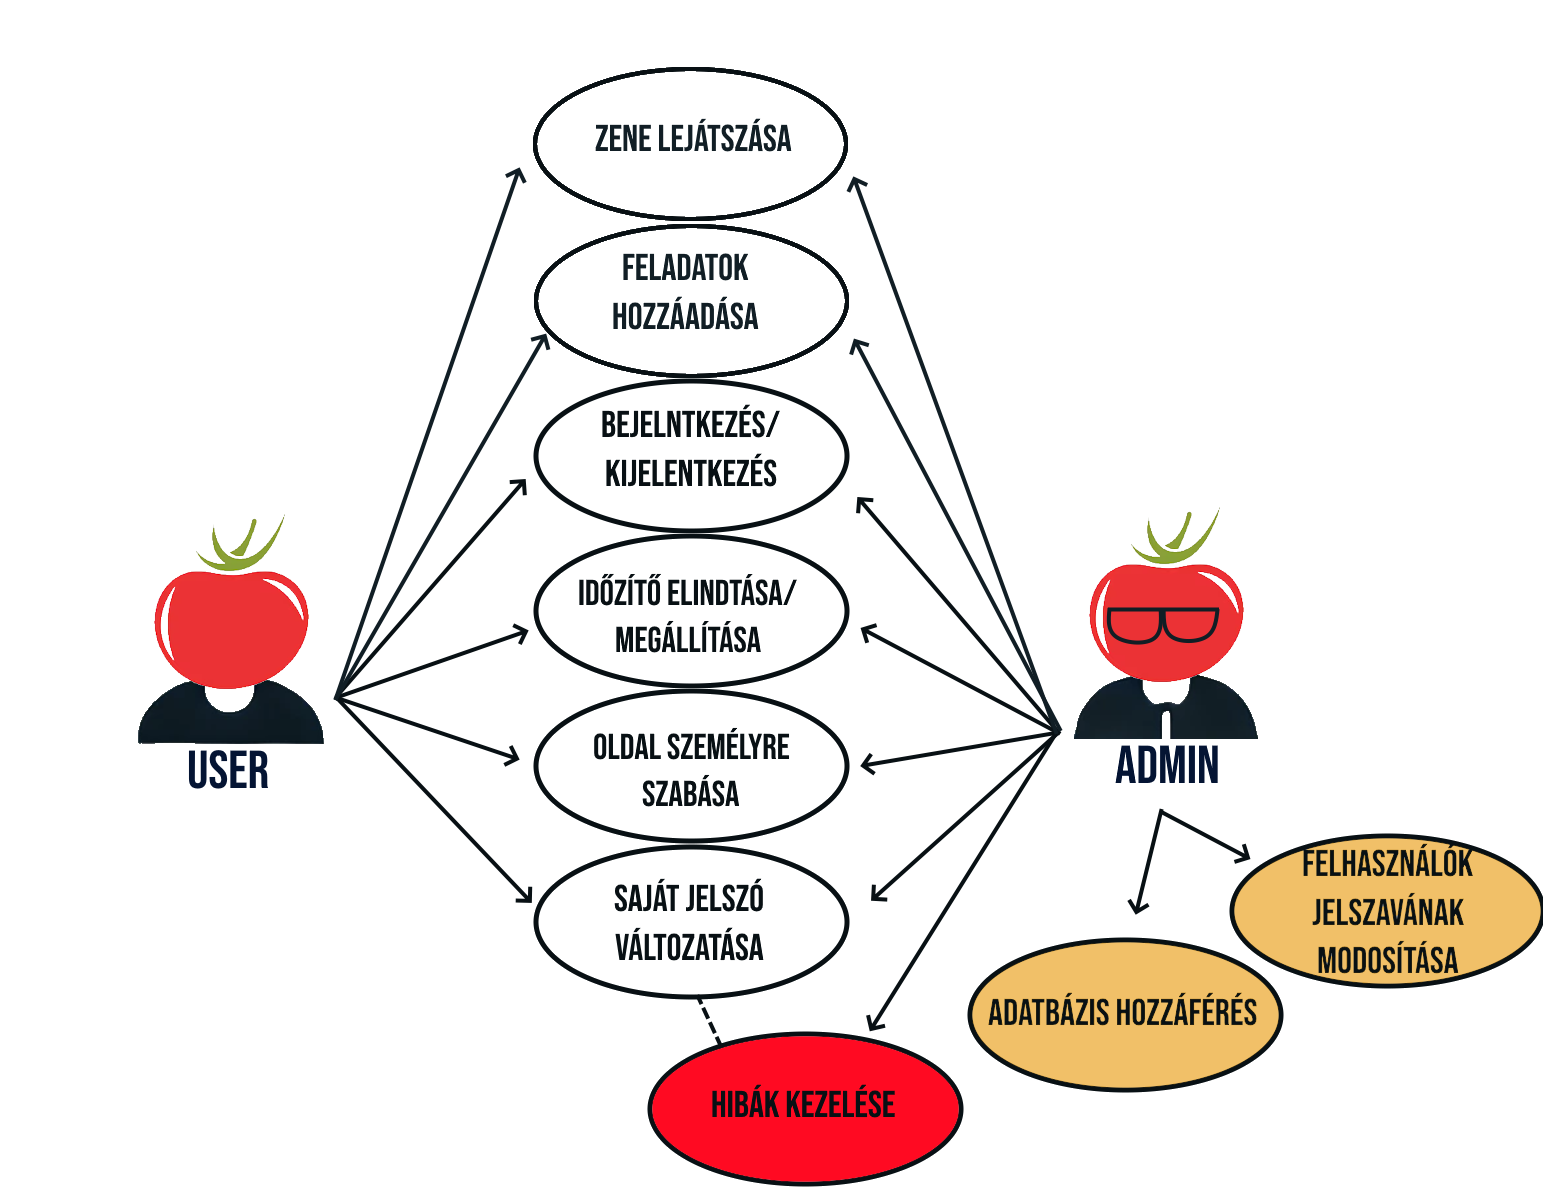 ZENE LEJÁTSZÁSA
FELADATOK
HOZZÁADÁSA
BEJELNTKEZÉS/
KIJELENTKEZÉS
IDŐZÍTŐ ELINDTÁSA/
MEGÁLLÍTÁSA
OLDAL SZEMÉLYRE
SZABÁSA
SAJÁT JELSZÓ
VÁLTOZATÁSA
HIBÁK KEZELÉSE
USER
ADMIN
FELHASZNÁLÓK
JELSZAVÁNAK
MODOSÍTÁSA
ADATBÁZIS HOZZÁFÉRÉS